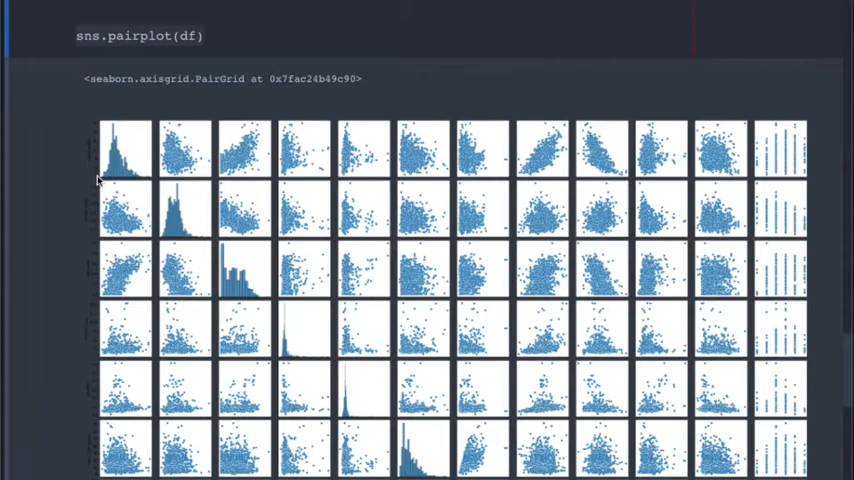 sns.pairplot(df)
<seaborn.axisgrid.PairGrid at 0x7fac24b49c90>